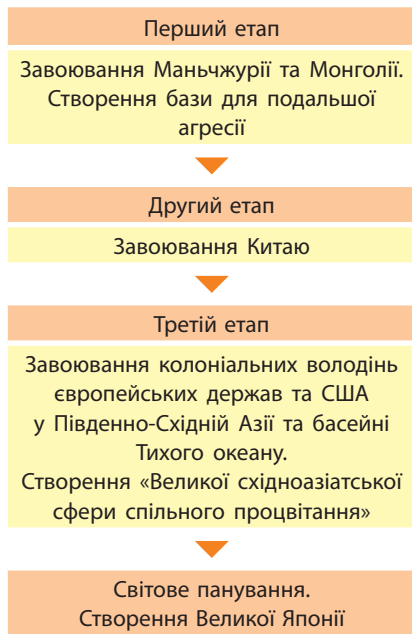 Перший етап
Завоювання Маньчжурії та Монголії.
Створення бази для подальшої
агресії
Другий етап
Завоювання Китаю
Третій етап
Завоювання колоніальних володінь
європейських держав та США
у Південно-Східній Азії та басейні
Тихого океану.
Створення «Великої східноазіатської
сфери спільного процвітання»
Світове панування.
Створення Великої Японії